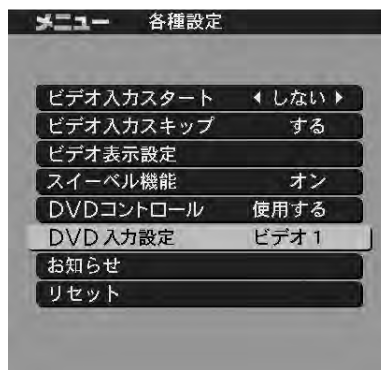 メニュー 各種設定
ビデオ入力スタート しない
ビデオ入力スキップ する
ビデオ表示設定
スイーベル機能 オン
DVDコントロール 使用する
DVD入力設定 ビデオ1
お知らせ
リセット